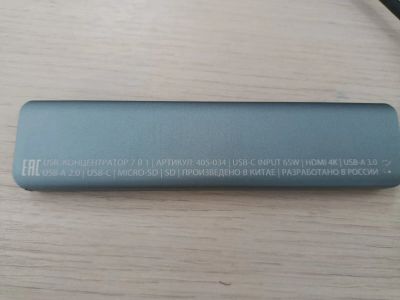 EAC USB-КОНЦЕНТРАТОР 7 В 1 | АРТИКУЛ: 405-034 | USB-C INPUT 65W | HDMI 4K | USB-A 3.0
USB-A 2.0 | USB-C | MICRO-SD | SD | ПРОИЗВЕДЕНО В КИТАЕ | РАЗРАБОТАНО В РОССИИ